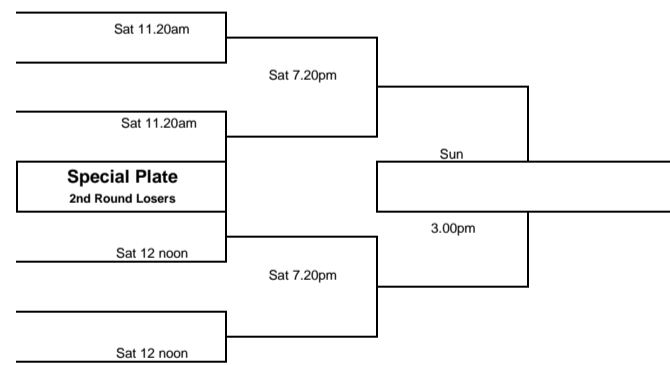 Sat 11.20am
Sat 7.20pm
Sat 11.20am
Sun
Special Plate
2nd Round Losers
3.00pm
Sat 12 noon
Sat 7.20pm
Sat 12 noon